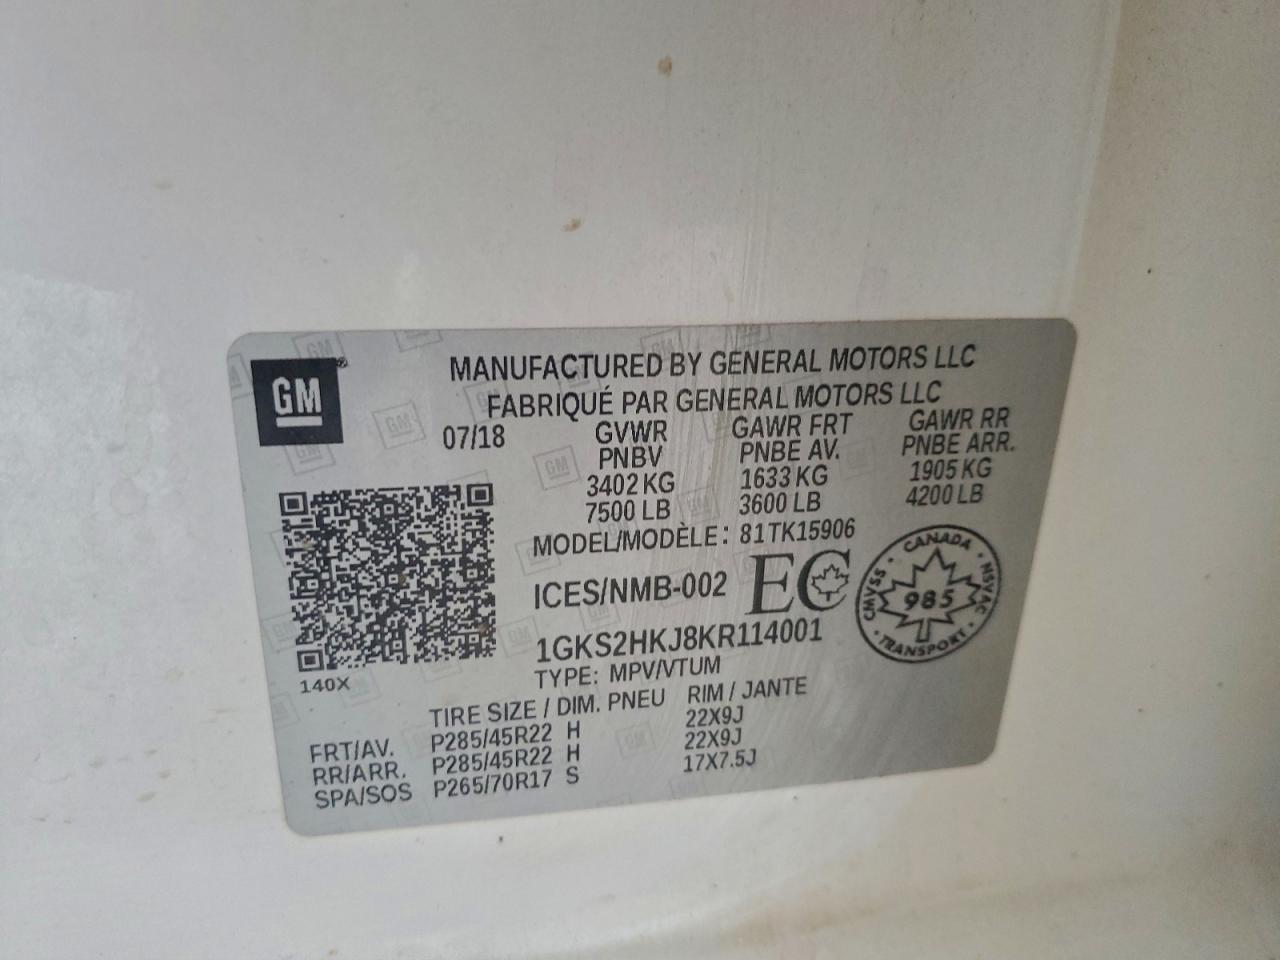 GM
MANUFACTURED BY GENERAL MOTORS LLC
FABRIQUÉ PAR GENERAL MOTORS LLC
07/18 GVWR GAWR FRT GAWR RR
PNBV PNBE AV. PNBE ARR.
3402 KG 1633 KG 1905 KG
7500 LB 3600 LB 4200 LB
MODEL/MODÈLE: 81TK15906
ICES/NMB-002 EC
CANADA
CMVSS 985 NSVAC
TRANSPORT
1GKS2HKJ8KR114001
140X
TYPE: MPV/VTUM
TIRE SIZE / DIM. PNEU RIM / JANTE
FRT/AV. P285/45R22 H 22X9J
RR/ARR. P285/45R22 H 22X9J
SPA/SOS P265/70R17 S 17X7.5J